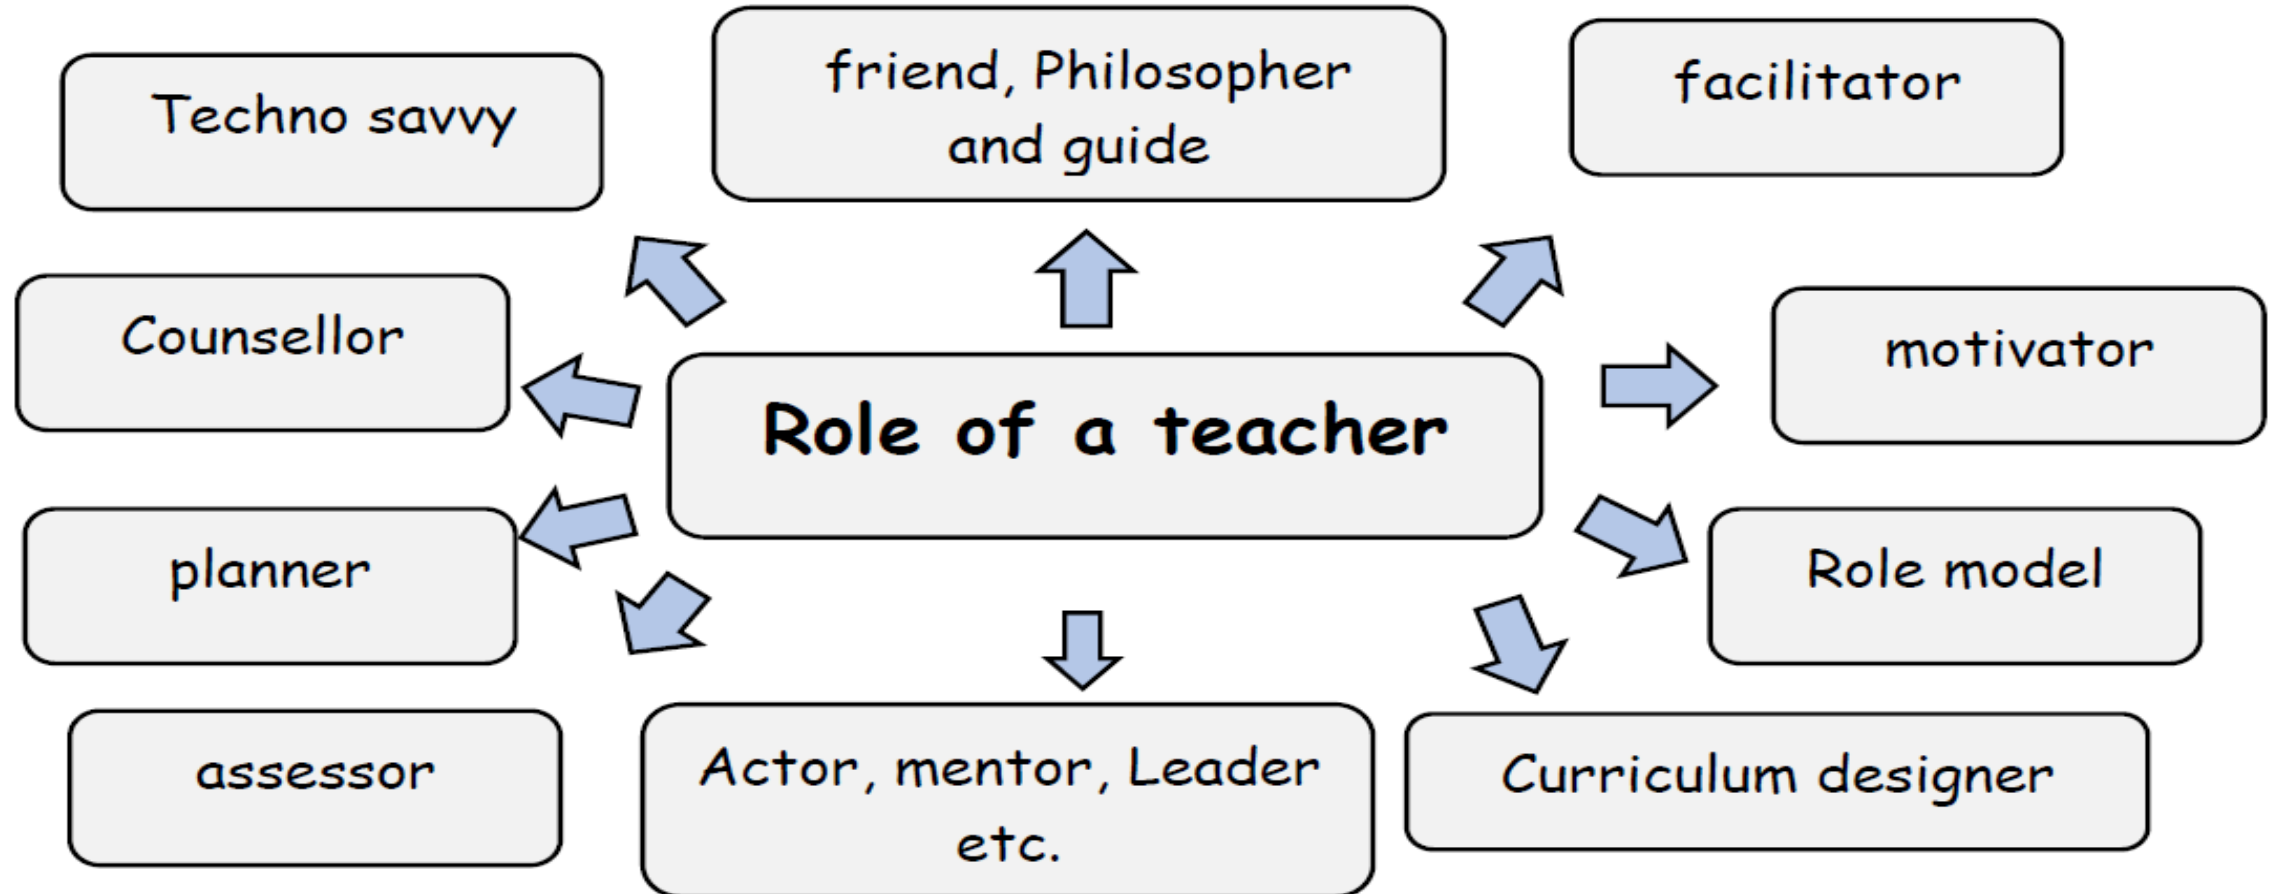 Techno savvy
friend, Philosopher
and guide
facilitator
Counsellor
motivator
Role of a teacher
planner
Role model
assessor
Actor, mentor, Leader
etc.
Curriculum designer